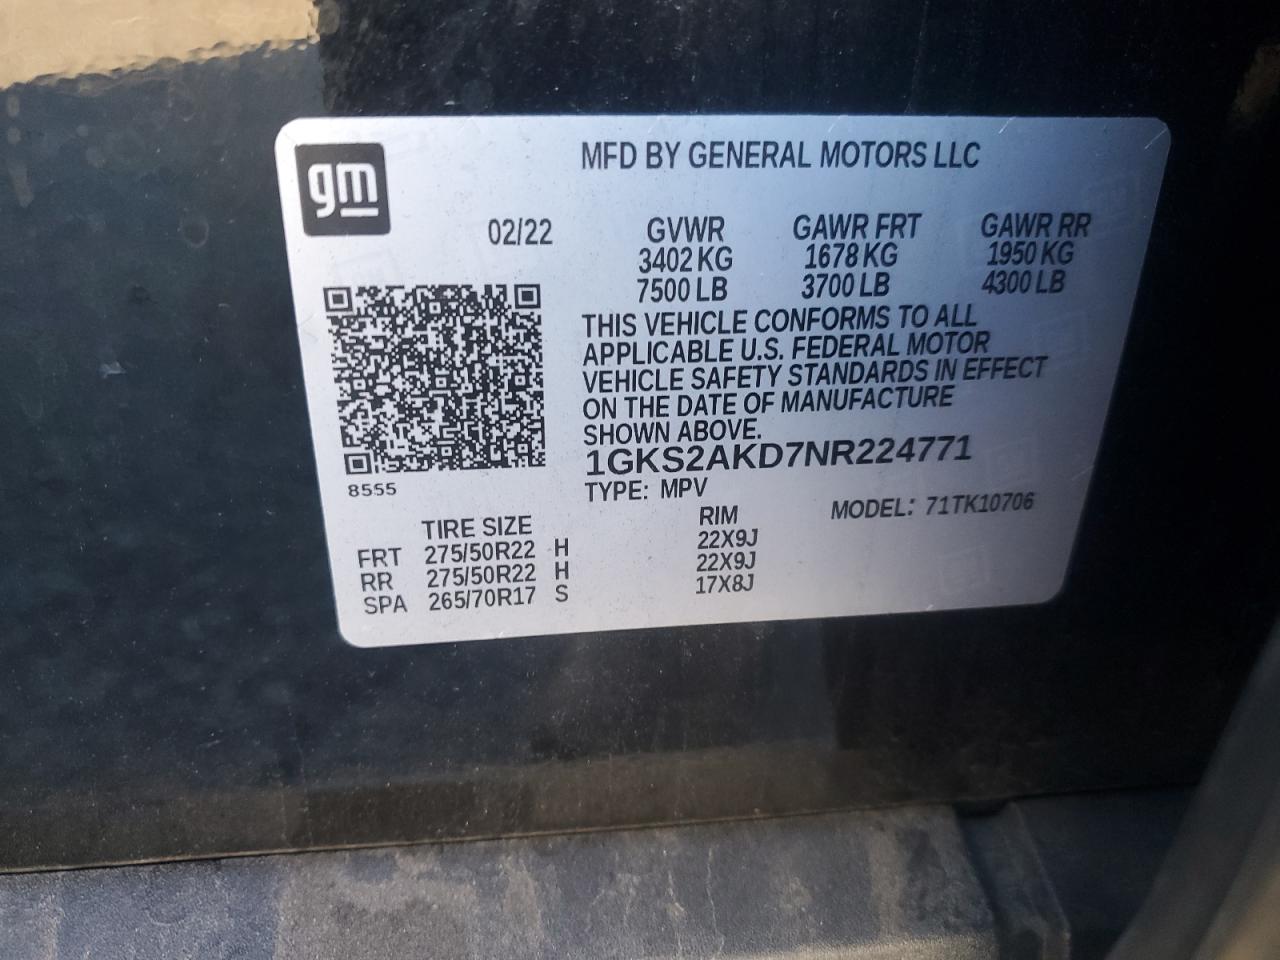 gm
MFD BY GENERAL MOTORS LLC
02/22 GVWR GAWR FRT GAWR RR
3402 KG 1678 KG 1950 KG
7500 LB 3700 LB 4300 LB
THIS VEHICLE CONFORMS TO ALL
APPLICABLE U.S. FEDERAL MOTOR
VEHICLE SAFETY STANDARDS IN EFFECT
ON THE DATE OF MANUFACTURE
SHOWN ABOVE.
1GKS2AKD7NR224771
8555
TYPE: MPV MODEL: 71TK10706
TIRE SIZE RIM
FRT 275/50R22 H 22X9J
RR 275/50R22 H 22X9J
SPA 265/70R17 S 17X8J